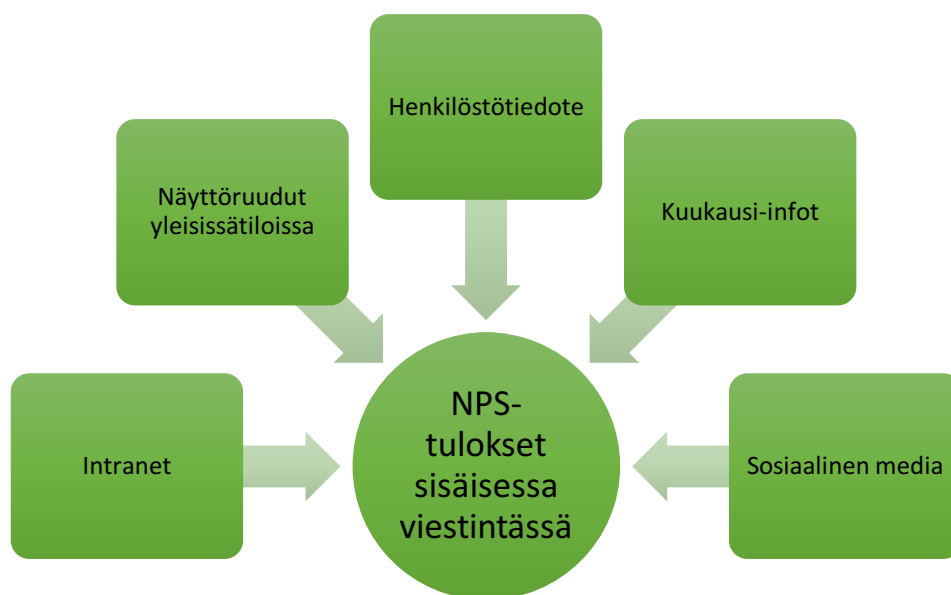 Henkilöstötiedote
Näyttöruudut
yleisissätiloissa
Kuukausi-infot
Intranet
NPS-
tulokset
sisäisessa
viestintässä
Sosiaalinen media